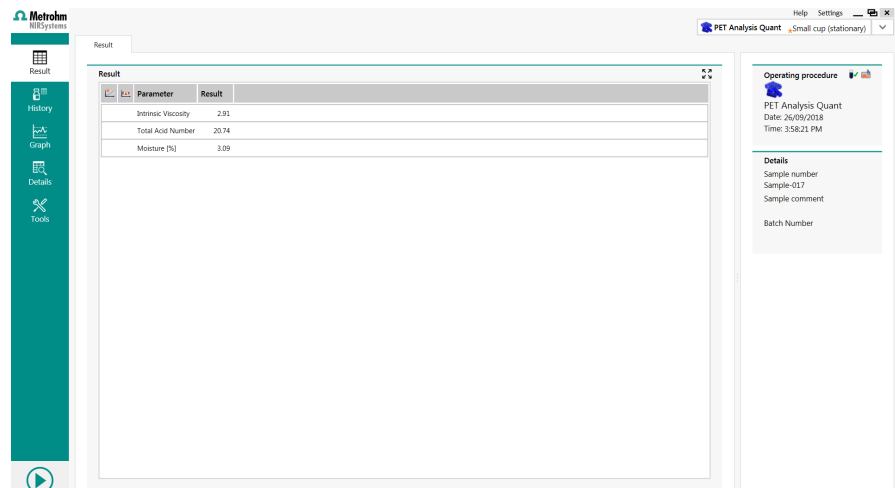 Metrohm
NIRSystems
Help Settings
PET Analysis Quant Small cup (stationary)
Result
Result
History
Graph
Details
Tools
Result
Parameter Result
Intrinsic Viscosity 2.91
Total Acid Number 20.74
Moisture [%] 3.09
Operating procedure
PET Analysis Quant
Date: 26/09/2018
Time: 3:58:21 PM
Details
Sample number
Sample-017
Sample comment
Batch Number